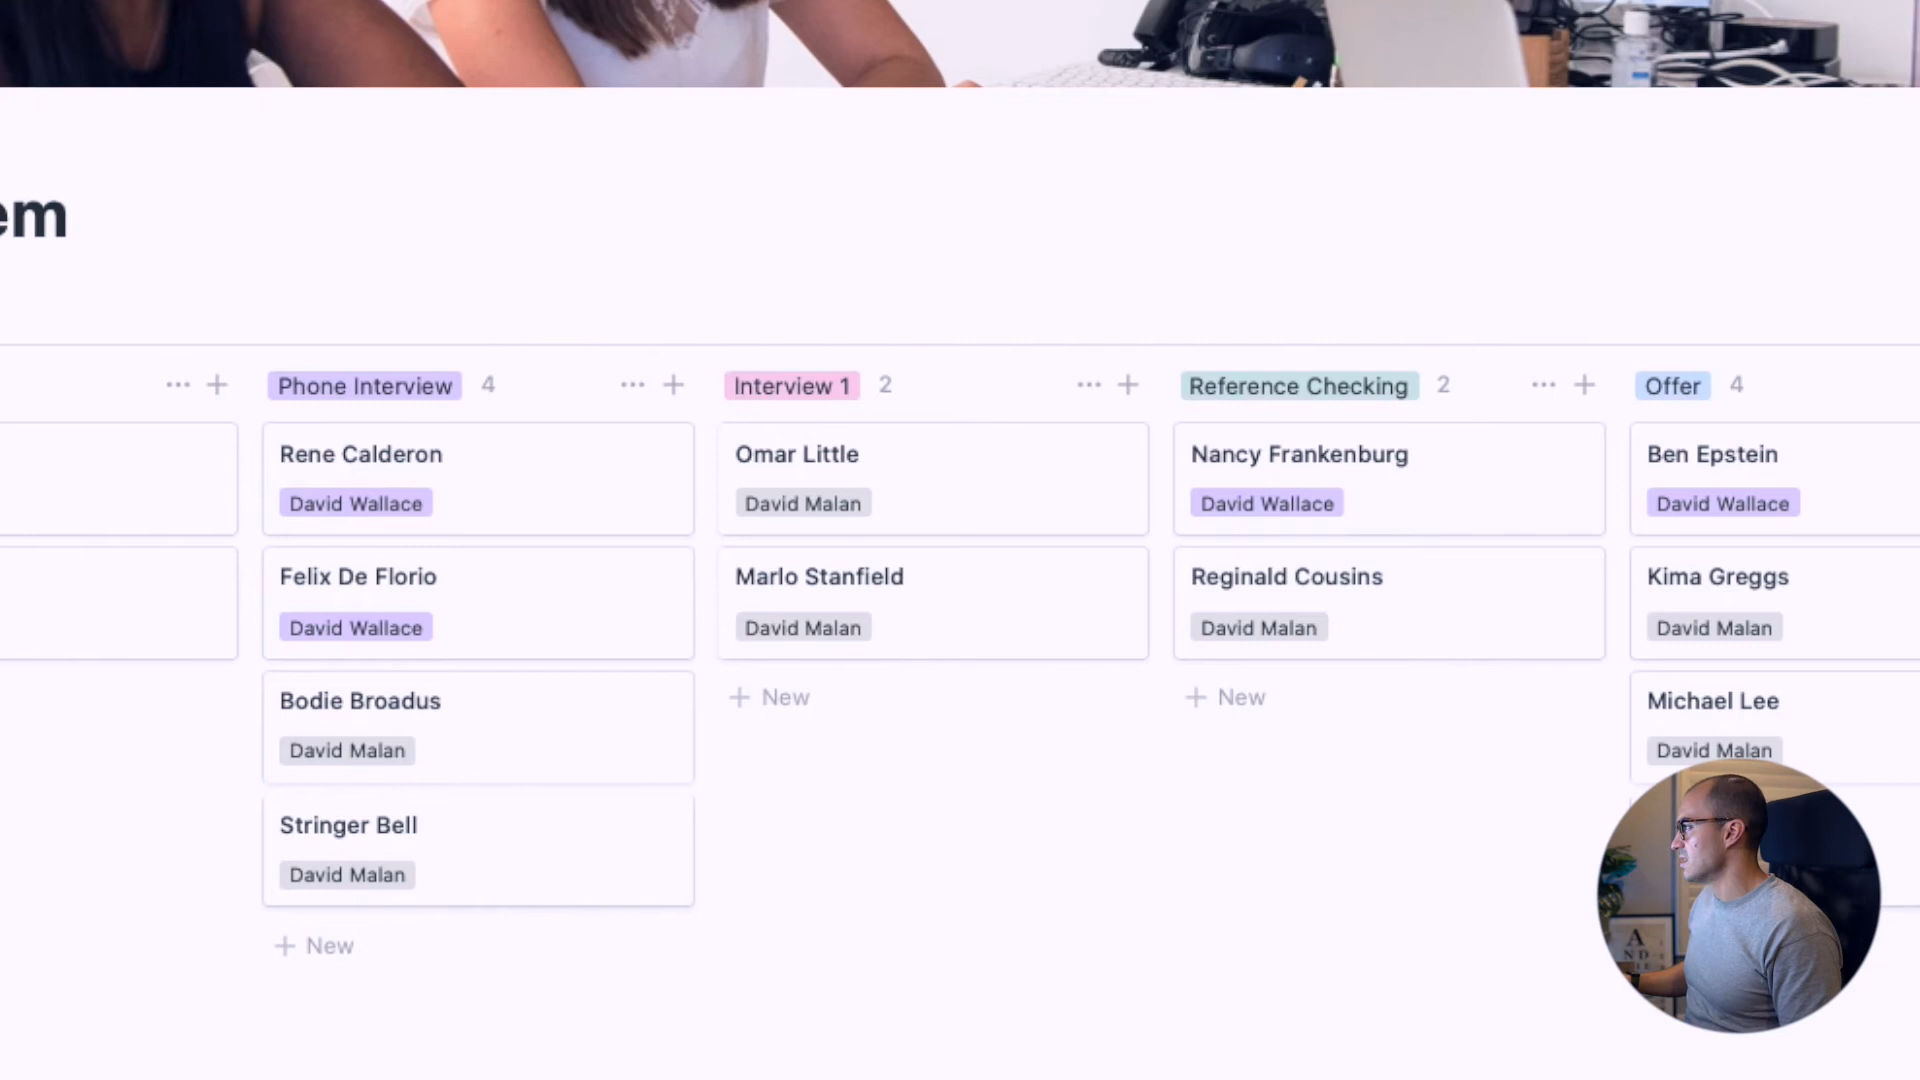 em
Phone Interview 4
Rene Calderon
David Wallace
Felix De Florio
David Wallace
Bodie Broadus
David Malan
Stringer Bell
David Malan
+ New
Interview 1 2
Omar Little
David Malan
Marlo Stanfield
David Malan
+ New
Reference Checking 2
Nancy Frankenburg
David Wallace
Reginald Cousins
David Malan
+ New
Offer 4
Ben Epstein
David Wallace
Kima Greggs
David Malan
Michael Lee
David Malan
A
ND